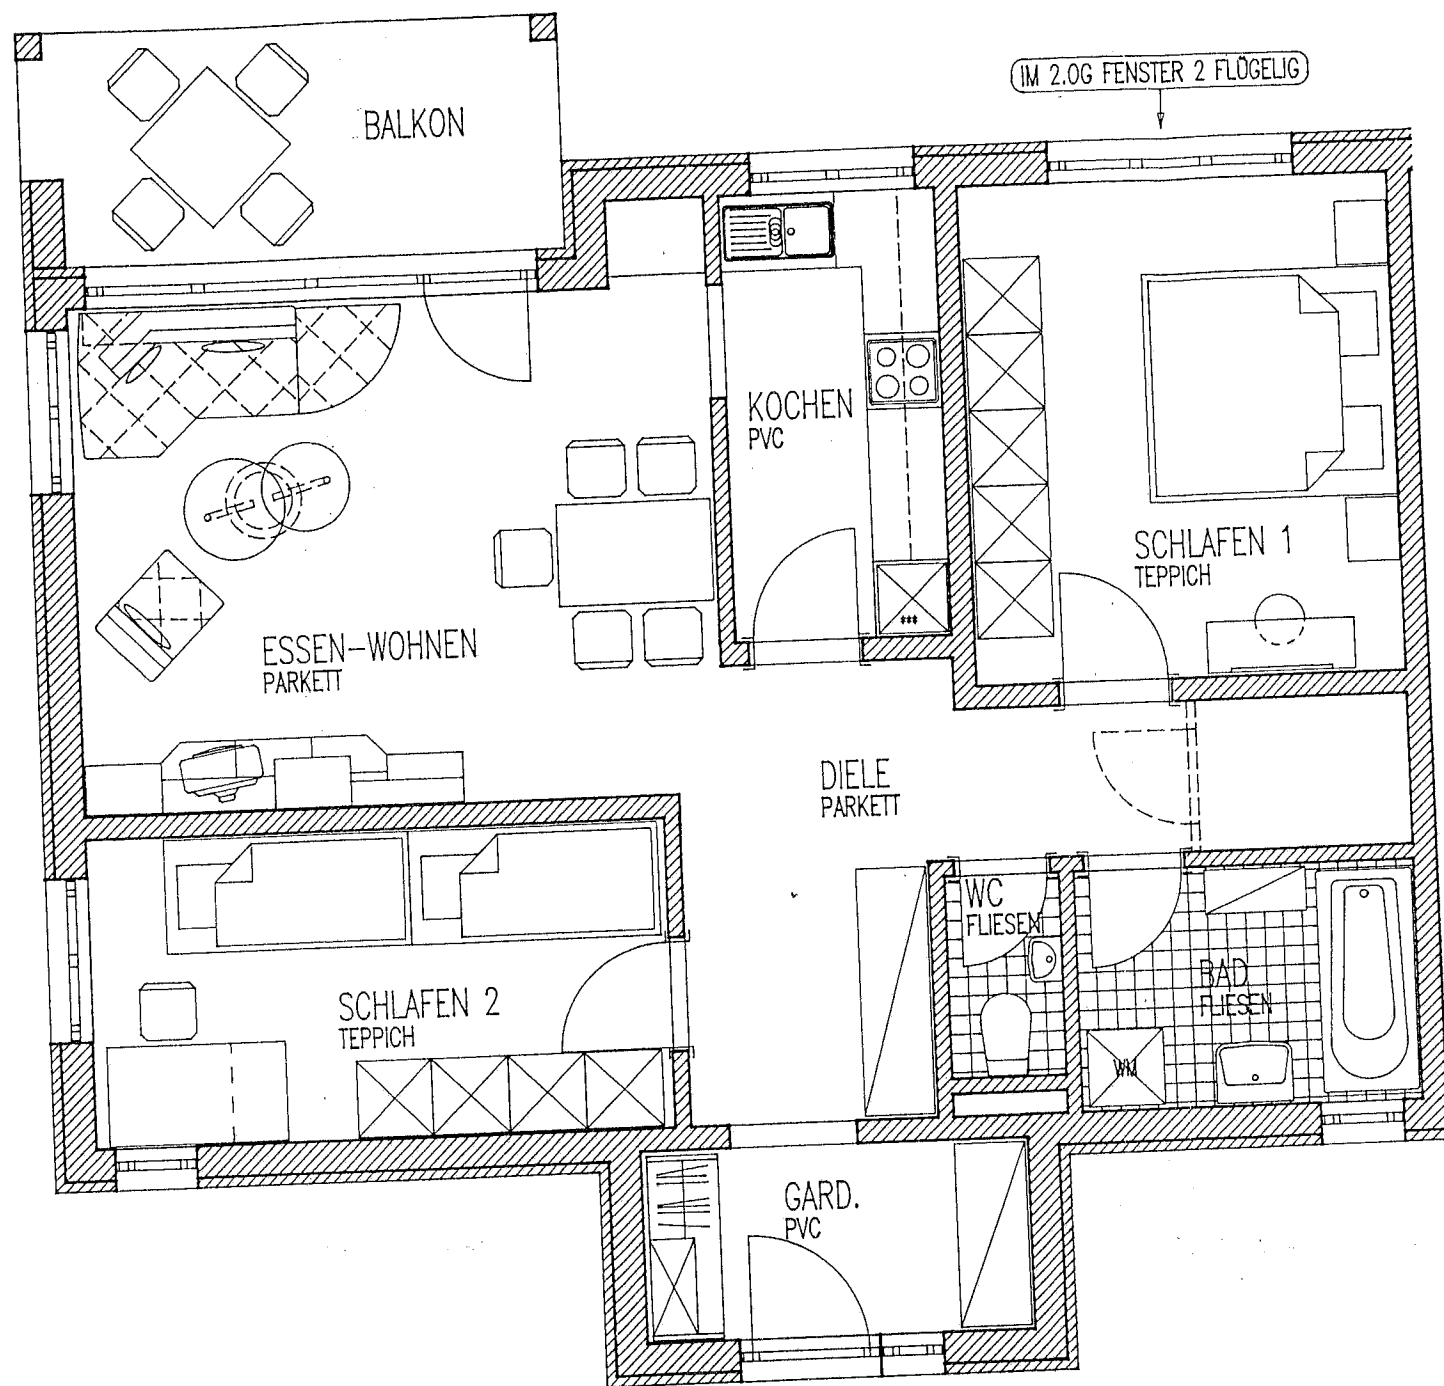 IM 2.OG FENSTER 2 FLÜGELIG
BALKON
KOCHEN
PVC
SCHLAFEN 1
TEPPICH
***
ESSEN-WOHNEN
PARKETT
DIELE
PARKETT
WC
FLIESEN
BAD
FLIESEN
SCHLAFEN 2
TEPPICH
WM
GARD.
PVC